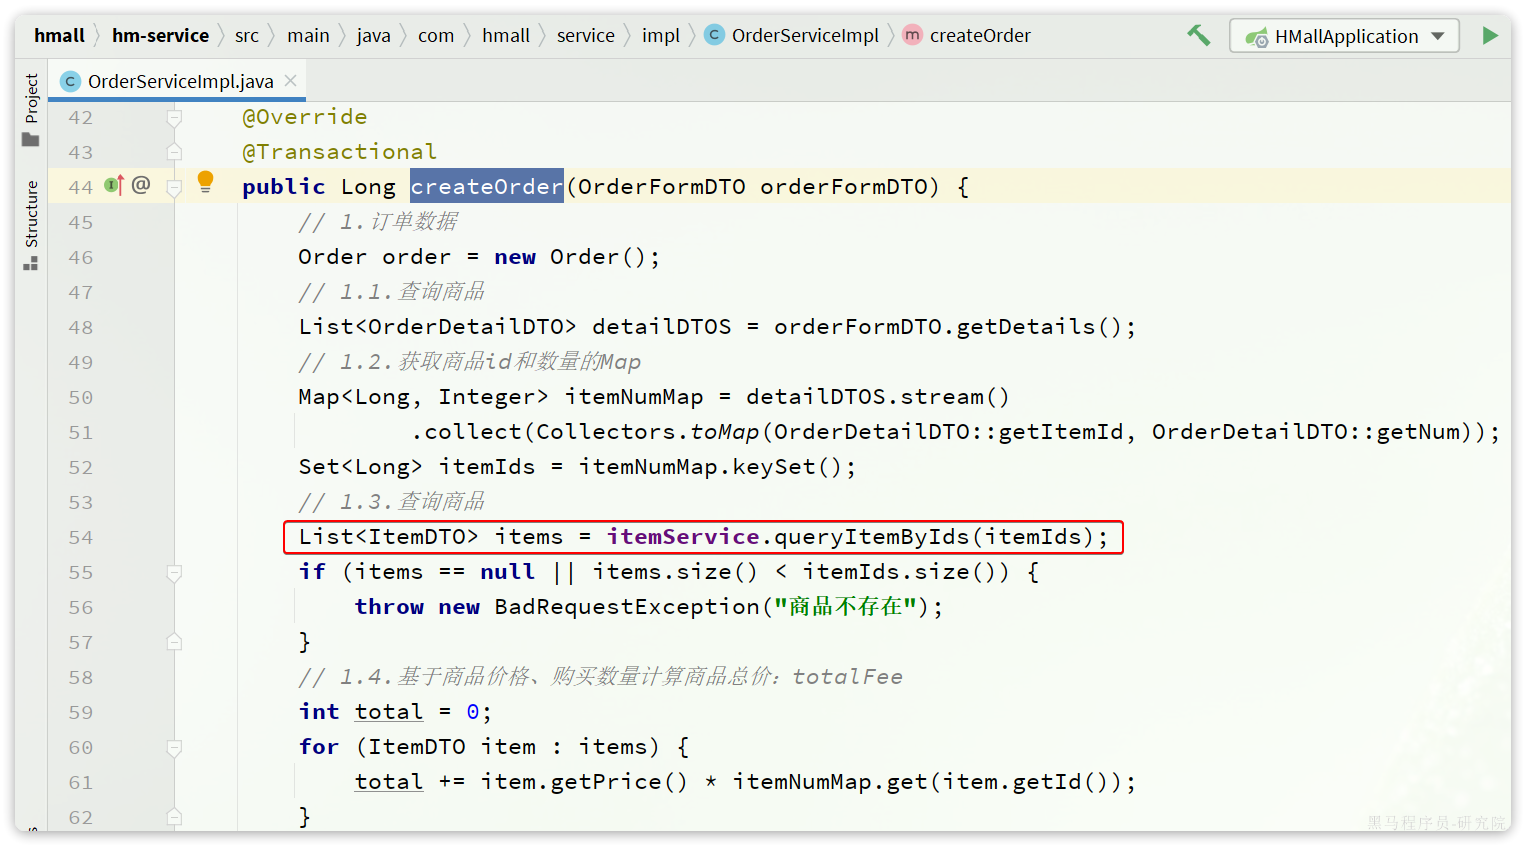 hmall 〉 hm-service 〉 src 〉 main 〉 java 〉 com 〉 hmall 〉 service 〉 impl 〉 C OrderServiceImpl 〉 m createOrder HMallApplication
Project
Structure
C OrderServiceImpl.java ×
42 @Override
43 @Transactional
44 I @ public Long createOrder(OrderFormDTO orderFormDTO) {
45 // 1.订单数据
46 Order order = new Order();
47 // 1.1.查询商品
48 List<OrderDetailDTO> detailDTOS = orderFormDTO.getDetails();
49 // 1.2.获取商品id和数量的Map
50 Map<Long, Integer> itemNumMap = detailDTOS.stream()
51 .collect(Collectors.toMap(OrderDetailDTO::getItemId, OrderDetailDTO::getNum));
52 Set<Long> itemIds = itemNumMap.keySet();
53 // 1.3.查询商品
54 List<ItemDTO> items = itemService.queryItemByIds(itemIds);
55 if (items == null || items.size() < itemIds.size()) {
56 throw new BadRequestException("商品不存在");
57 }
58 // 1.4.基于商品价格、购买数量计算商品总价：totalFee
59 int total = 0;
60 for (ItemDTO item : items) {
61 total += item.getPrice() * itemNumMap.get(item.getId());
62 }
黑马程序员-研究院